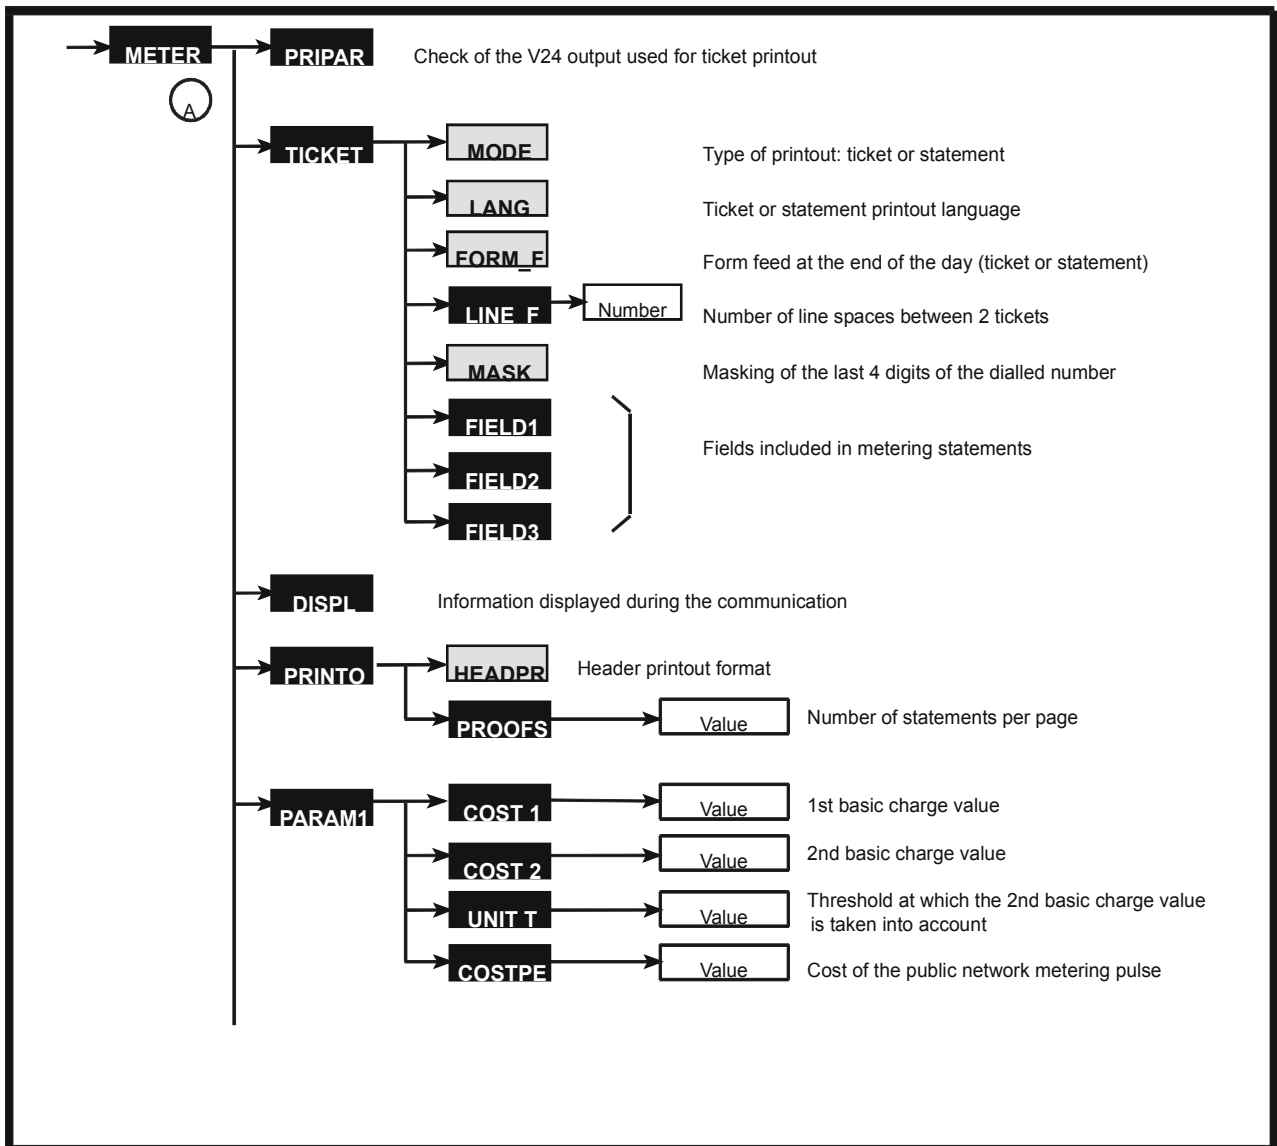 METER
PRIPAR
Check of the V24 output used for ticket printout
A
TICKET
MODE
Type of printout: ticket or statement
LANG
Ticket or statement printout language
FORM_F
Form feed at the end of the day (ticket or statement)
LINE_F
Number
Number of line spaces between 2 tickets
MASK
Masking of the last 4 digits of the dialled number
FIELD1
Fields included in metering statements
FIELD2
FIELD3
DISPL
Information displayed during the communication
PRINTO
HEADPR
Header printout format
PROOFS
Value
Number of statements per page
PARAM1
COST 1
Value
1st basic charge value
COST 2
Value
2nd basic charge value
UNIT T
Value
Threshold at which the 2nd basic charge value
is taken into account
COSTPE
Value
Cost of the public network metering pulse